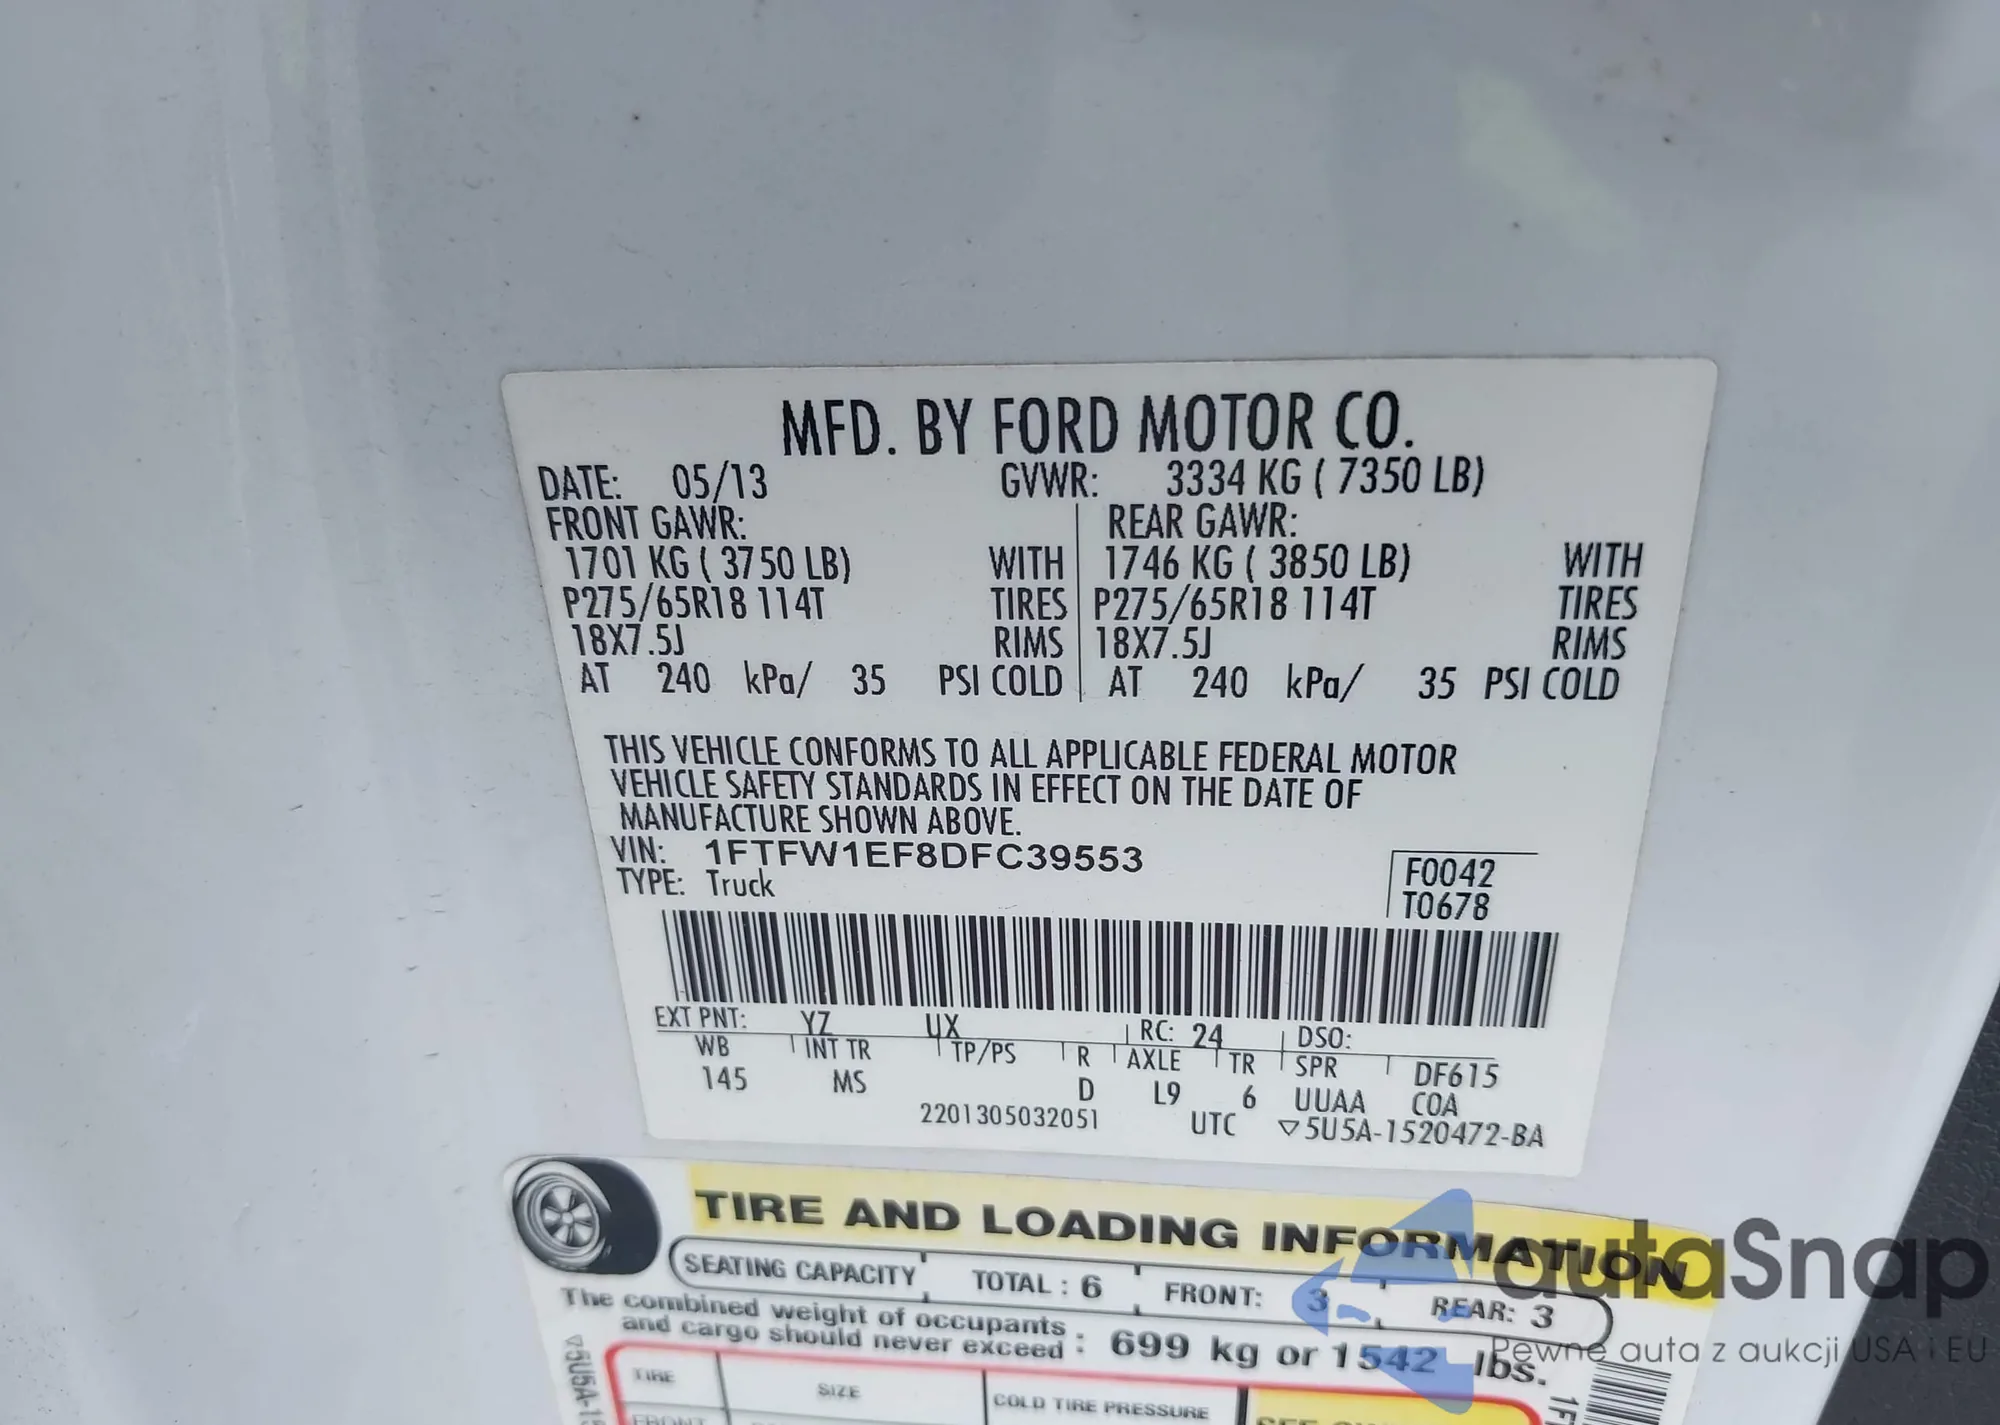 MFD. BY FORD MOTOR CO.
DATE: 05/13 GVWR: 3334 KG ( 7350 LB)
FRONT GAWR: REAR GAWR:
1701 KG ( 3750 LB) WITH 1746 KG ( 3850 LB) WITH
P275/65R18 114T TIRES P275/65R18 114T TIRES
18X7.5J RIMS 18X7.5J RIMS
AT 240 kPa/ 35 PSI COLD AT 240 kPa/ 35 PSI COLD
THIS VEHICLE CONFORMS TO ALL APPLICABLE FEDERAL MOTOR
VEHICLE SAFETY STANDARDS IN EFFECT ON THE DATE OF
MANUFACTURE SHOWN ABOVE.
VIN: 1FTFW1EF8DFC39553
TYPE: Truck
F0042
T0678
EXT PNT: YZ UX RC: 24 DSO:
WB INT TR TP/PS R AXLE TR SPR DF615
145 MS D L9 6 UUAA COA
2201305032051 UTC ▽5U5A-1520472-BA
TIRE AND LOADING INFORMATION
SEATING CAPACITY TOTAL : 6 FRONT: 3 REAR: 3
The combined weight of occupants
and cargo should never exceed : 699 kg or 1542 lbs.
TIRE SIZE COLD TIRE PRESSURE
autaSnap
Pewne auta z aukcji USA i EU